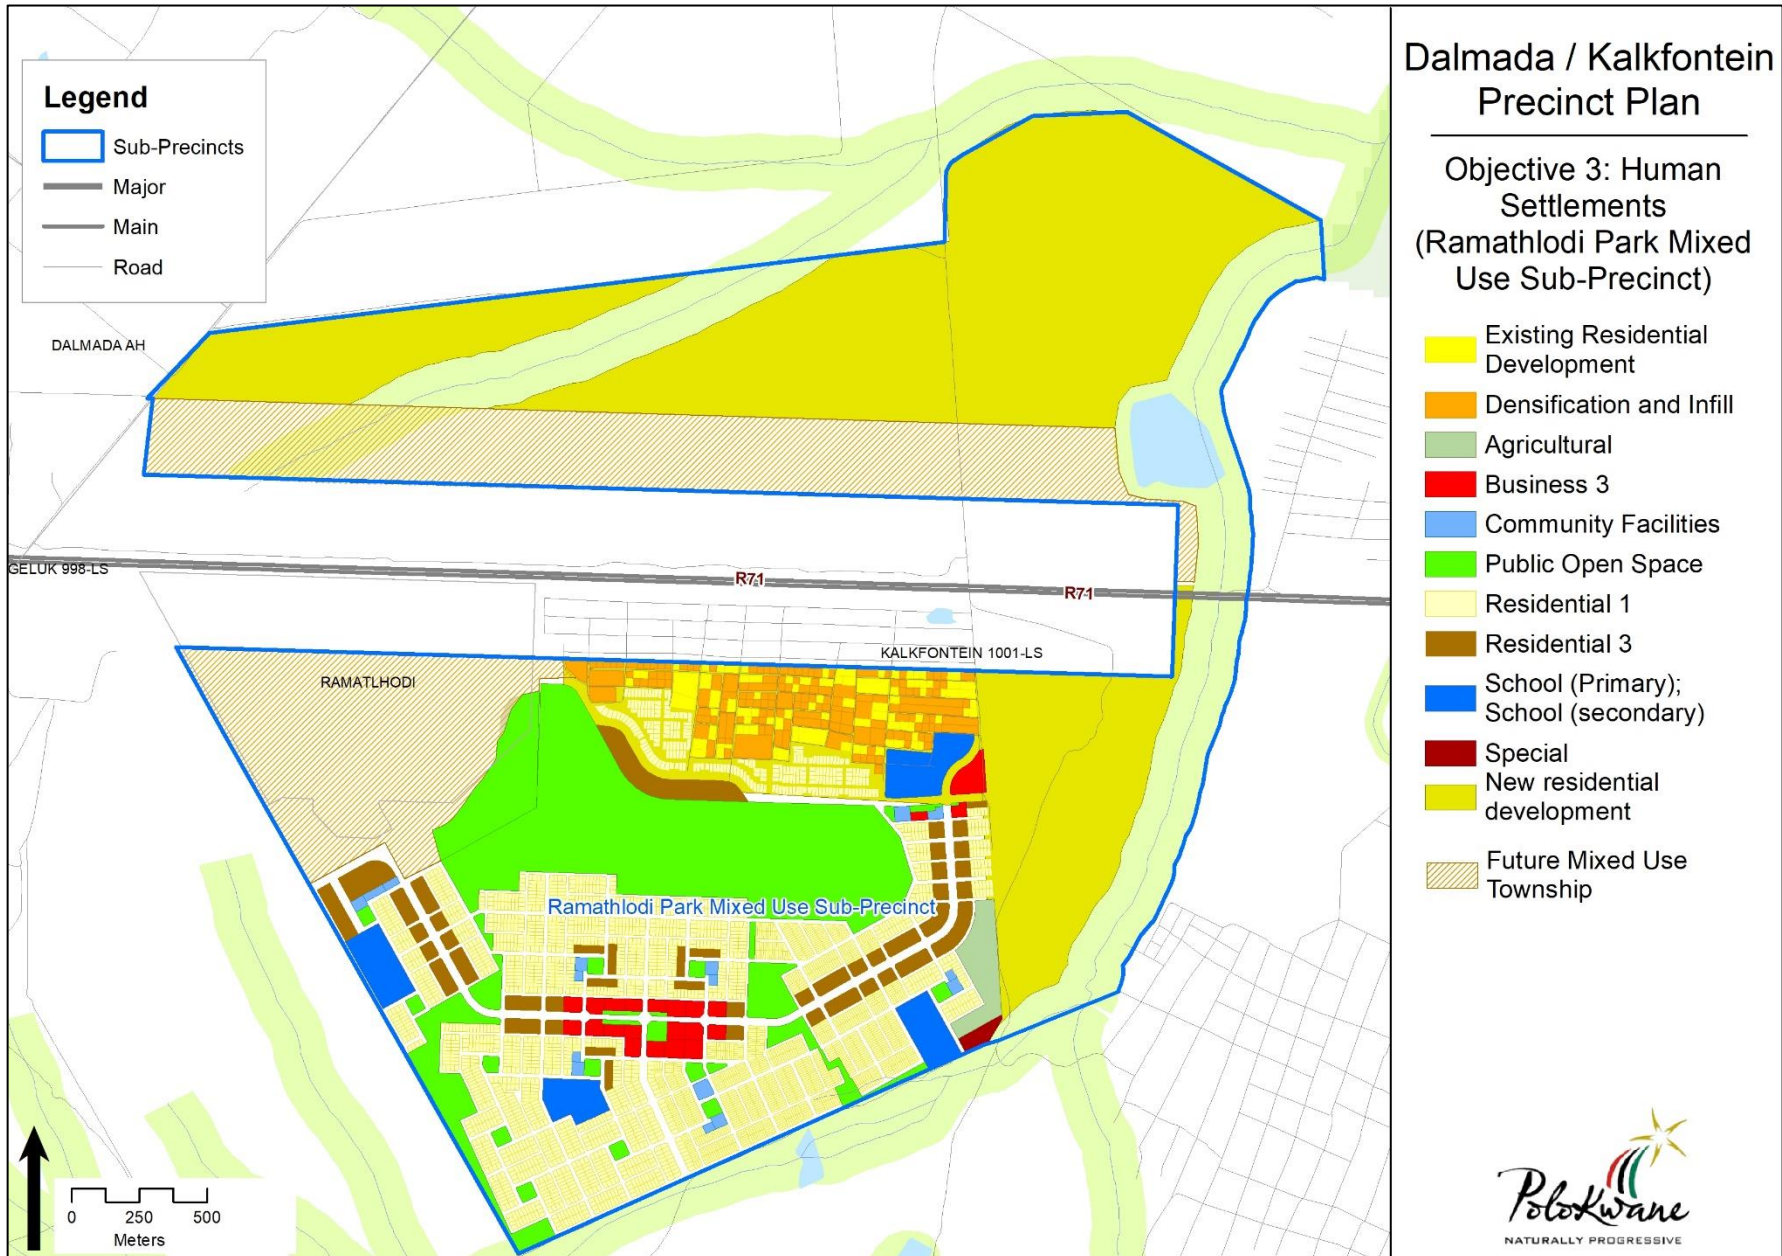 Legend
Sub-Precincts
Major
Main
Road
DALMADA AH
GELUK 998-LS
R71
R71
KALKFONTEIN 1001-LS
RAMATLHODI
Ramathlodi Park Mixed Use Sub-Precinct
0 250 500
Meters
Dalmada / Kalkfontein
Precinct Plan
Objective 3: Human
Settlements
(Ramathlodi Park Mixed
Use Sub-Precinct)
Existing Residential
Development
Densification and Infill
Agricultural
Business 3
Community Facilities
Public Open Space
Residential 1
Residential 3
School (Primary);
School (secondary)
Special
New residential
development
Future Mixed Use
Township
Polokwane
NATURALLY PROGRESSIVE